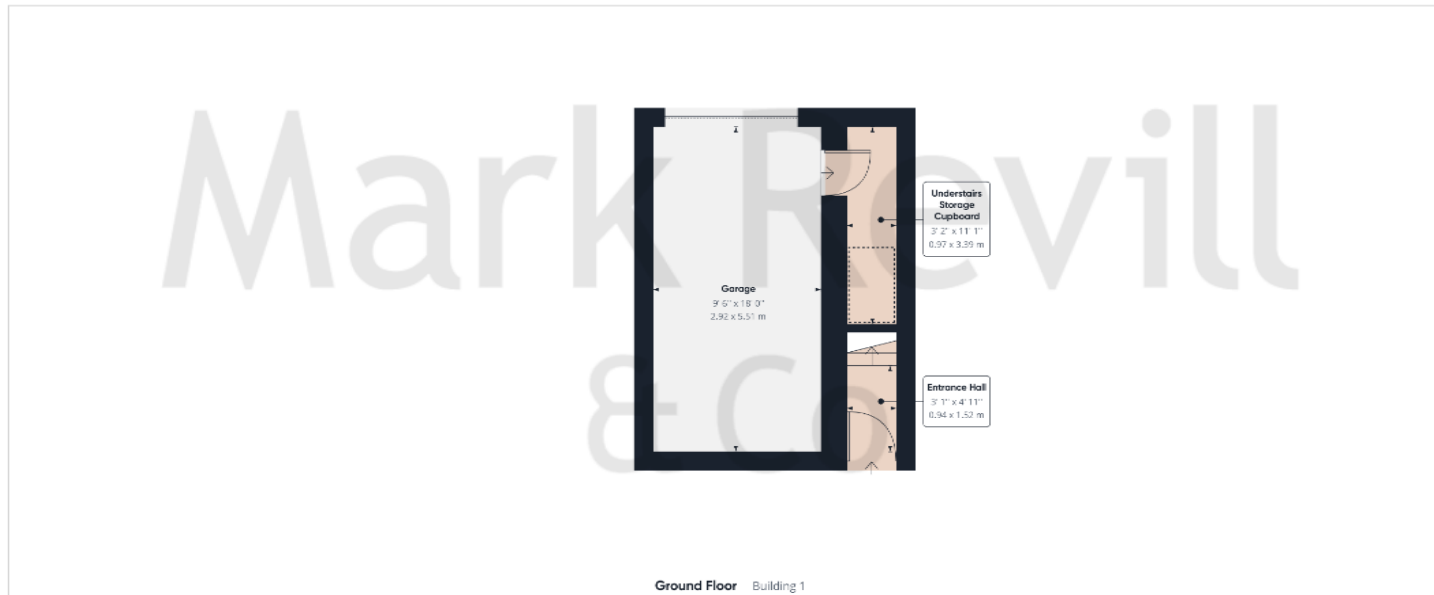 Mark Revill
& Co
Understairs
Storage
Cupboard
3' 2" x 11' 1"
0.97 x 3.39 m
Garage
9' 6" x 18' 0"
2.92 x 5.51 m
Entrance Hall
3' 1" x 4' 11"
0.94 x 1.52 m
Ground Floor Building 1